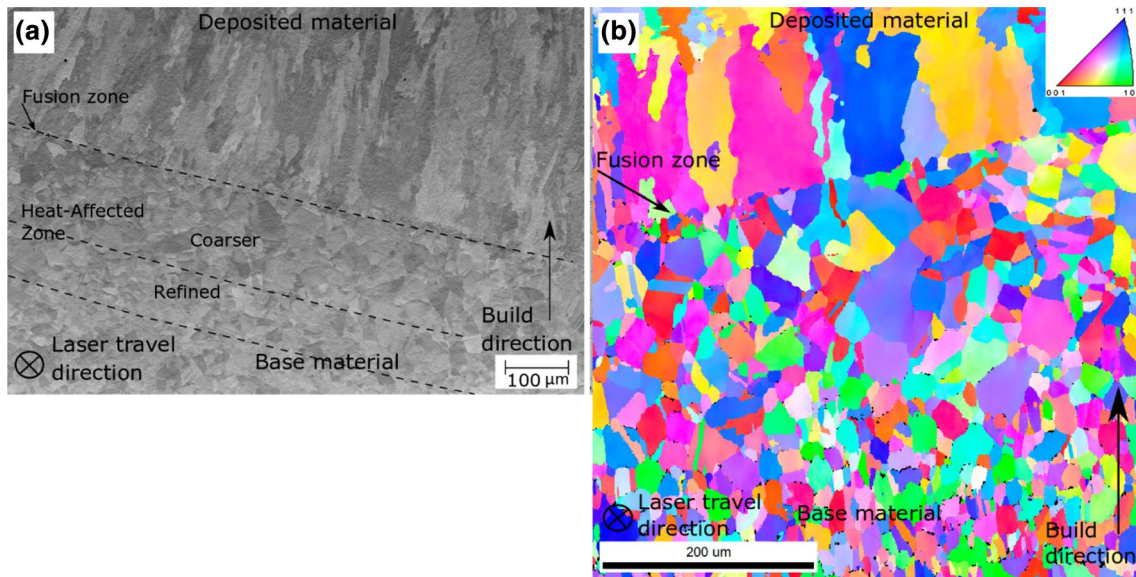 (a)
Deposited material
Fusion zone
Heat-Affected
Zone
Coarser
Refined
Build
direction
Laser travel
direction
Base material
100 µm
(b)
Deposited material
111
001
10
Fusion zone
Laser travel
direction
Base material
Build
direction
200 um